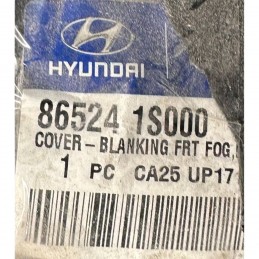 HYUNDAI
86524 1S000
COVER-BLANKING FRT FOG,
1 PC CA25 UP17